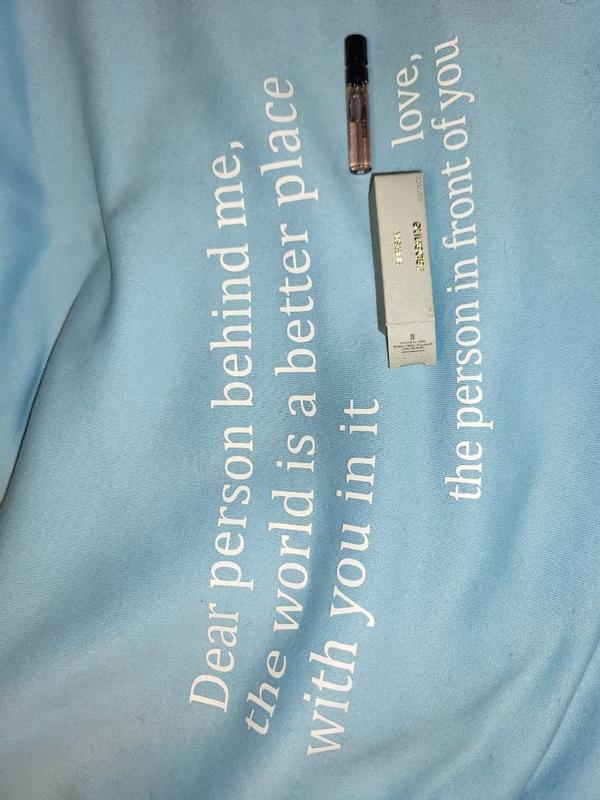 Dear person behind me,
the world is a better place
with you in it
love,
the person in front of you
rabanne